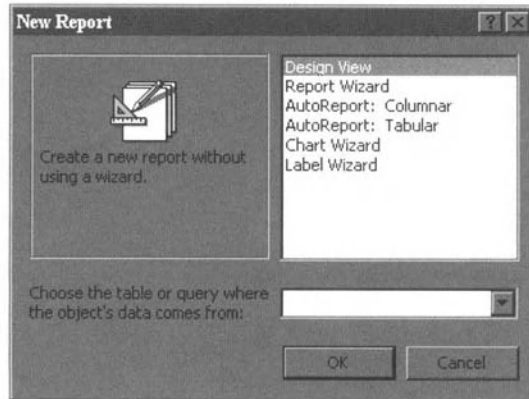 New Report
Create a new report without
using a wizard.
Design View
Report Wizard
AutoReport: Columnar
AutoReport: Tabular
Chart Wizard
Label Wizard
Choose the table or query where
the object's data comes from:
OK
Cancel